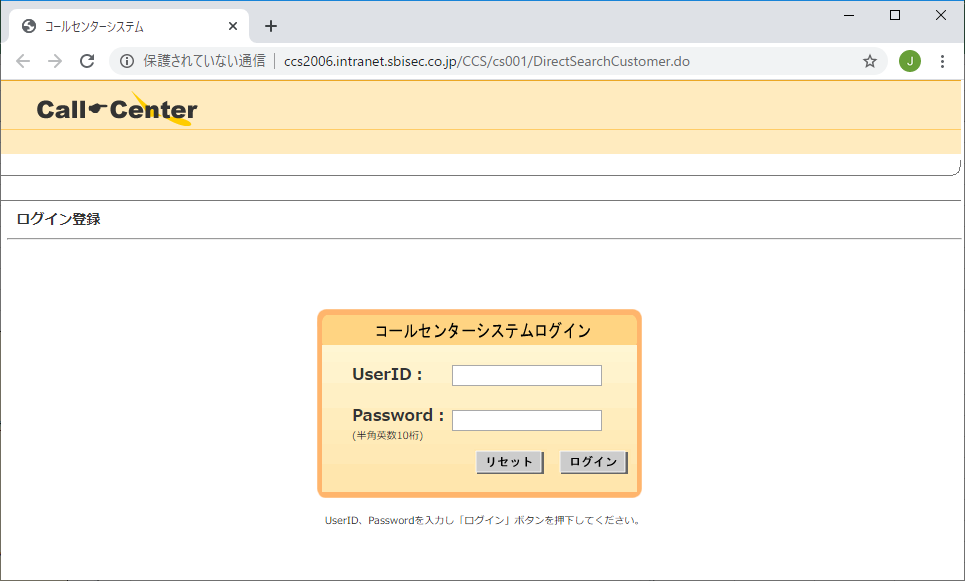 コールセンターシステム
保護されていない通信 ccs2006.intranet.sbisec.co.jp/CCS/cs001/DirectSearchCustomer.do J
Call Center
ログイン登録
コールセンターシステムログイン
UserID：
Password：
(半角英数10桁)
リセット ログイン
UserID、Passwordを入力し「ログイン」ボタンを押下してください。